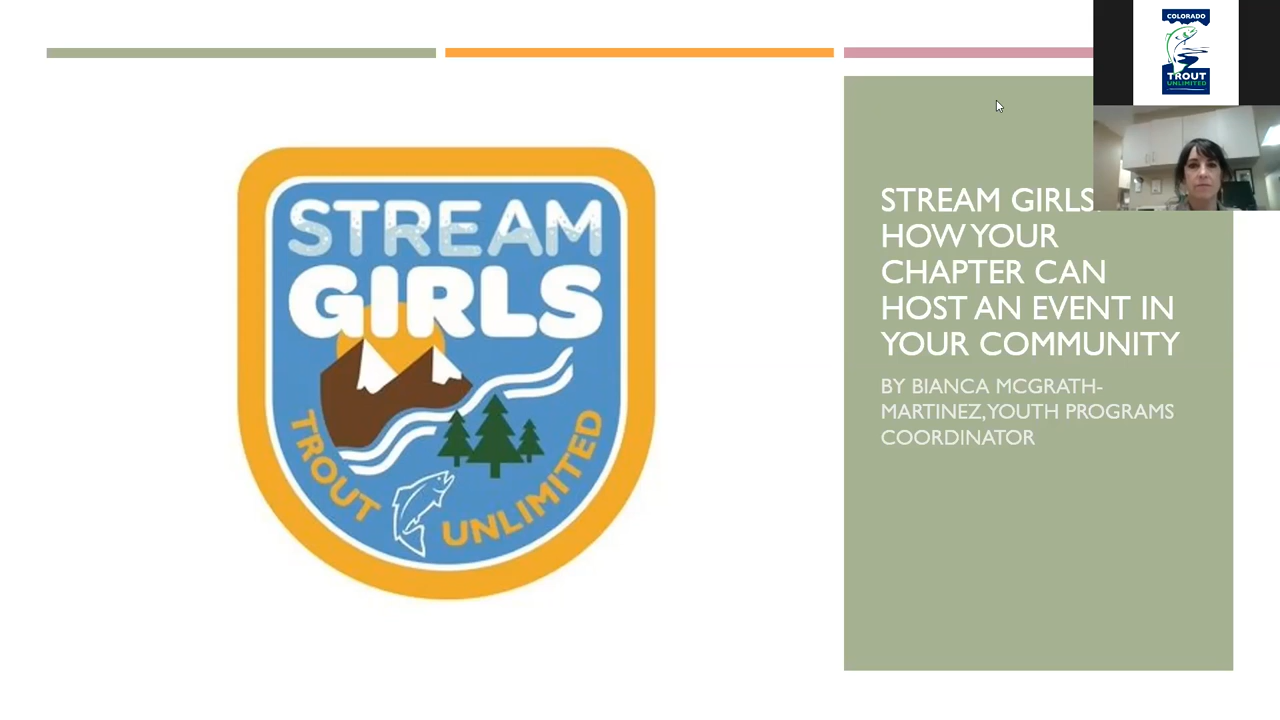 COLORADO
TROUT
UNLIMITED
STREAM
GIRLS
TROUT UNLIMITED
STREAM GIRLS
HOW YOUR
CHAPTER CAN
HOST AN EVENT IN
YOUR COMMUNITY
BY BIANCA MCGRATH-
MARTINEZ, YOUTH PROGRAMS
COORDINATOR